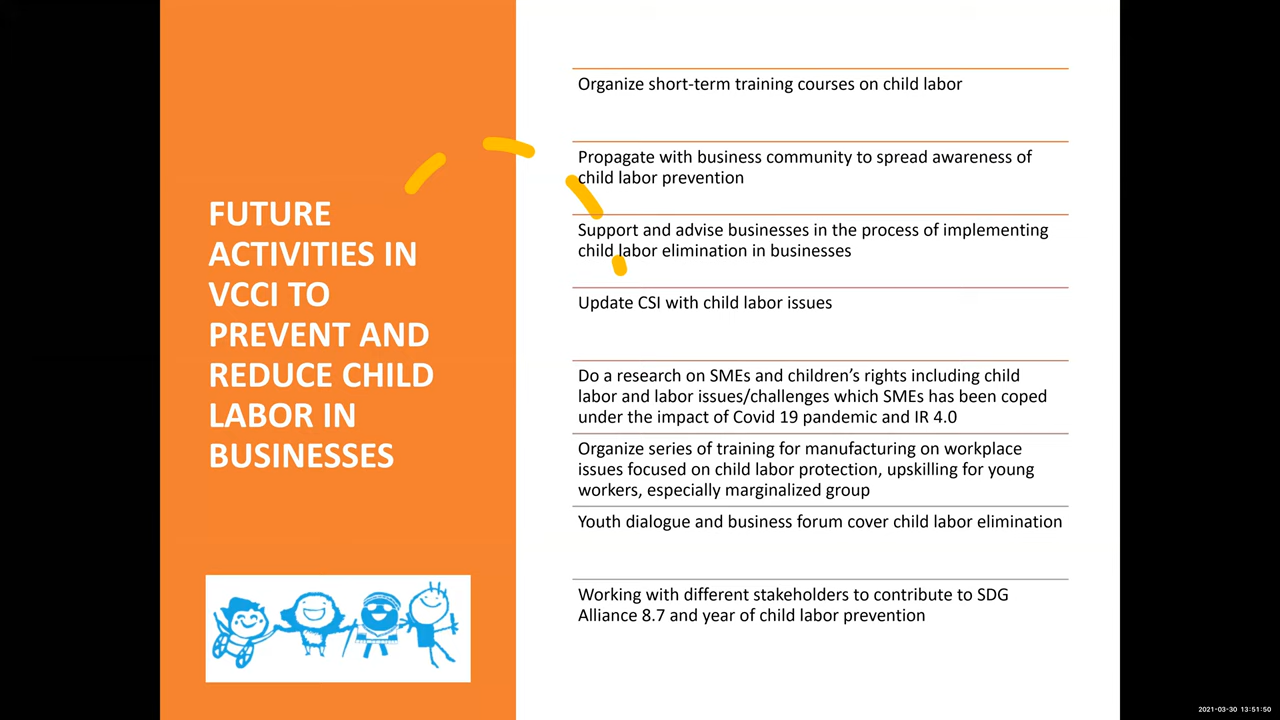 FUTURE
ACTIVITIES IN
VCCI TO
PREVENT AND
REDUCE CHILD
LABOR IN
BUSINESSES
Organize short-term training courses on child labor
Propagate with business community to spread awareness of
child labor prevention
Support and advise businesses in the process of implementing
child labor elimination in businesses
Update CSI with child labor issues
Do a research on SMEs and children’s rights including child
labor and labor issues/challenges which SMEs has been coped
under the impact of Covid 19 pandemic and IR 4.0
Organize series of training for manufacturing on workplace
issues focused on child labor protection, upskilling for young
workers, especially marginalized group
Youth dialogue and business forum cover child labor elimination
Working with different stakeholders to contribute to SDG
Alliance 8.7 and year of child labor prevention
2021-03-30 13:51:50